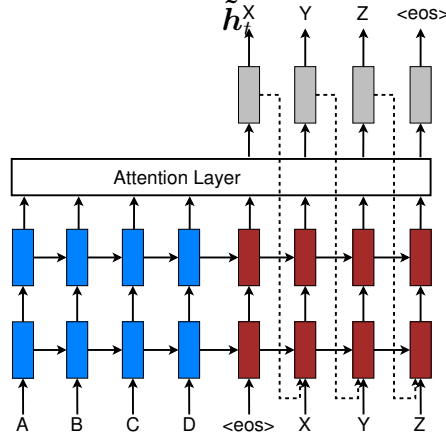 h̃ₜ X Y Z <eos>
Attention Layer
A B C D <eos> X Y Z